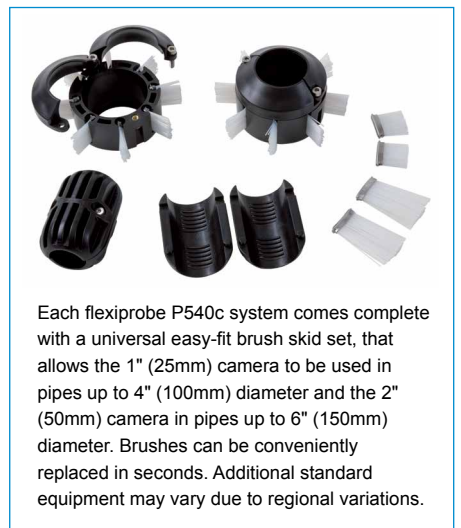 Each flexiprobe P540c system comes complete
with a universal easy-fit brush skid set, that
allows the 1" (25mm) camera to be used in
pipes up to 4" (100mm) diameter and the 2"
(50mm) camera in pipes up to 6" (150mm)
diameter. Brushes can be conveniently
replaced in seconds. Additional standard
equipment may vary due to regional variations.